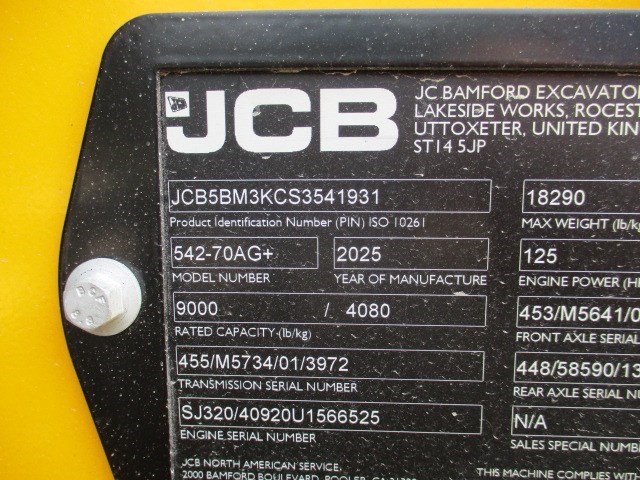 JCB
JC BAMFORD EXCAVATO
LAKESIDE WORKS, ROCEST
UTTOXETER, UNITED KIN
ST14 5JP
JCB5BM3KCS3541931
Product Identification Number (PIN) ISO 10261
18290
MAX WEIGHT (lb/kg
542-70AG+ 2025
MODEL NUMBER YEAR OF MANUFACTURE
125
ENGINE POWER (H
9000 / 4080
RATED CAPACITY (lb/kg)
453/M5641/0
FRONT AXLE SERIAL
455/M5734/01/3972
TRANSMISSION SERIAL NUMBER
448/58590/13
REAR AXLE SERIAL N
SJ320/40920U1566525
ENGINE SERIAL NUMBER
N/A
SALES SPECIAL NUMB
JCB NORTH AMERICAN SERVICE,
2000 BAMFORD BOULEVARD, POOLER, GA 
THIS MACHINE COMPLIES WIT